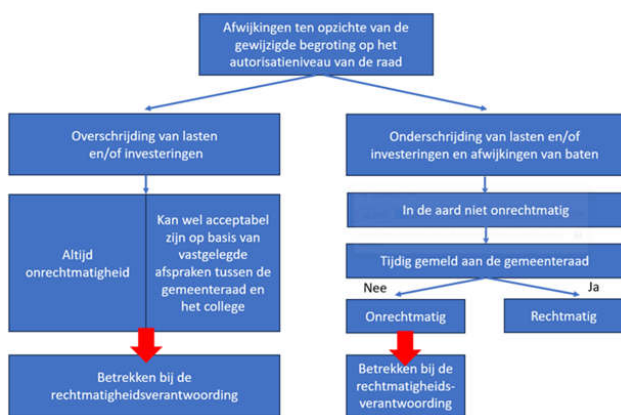 Afwijkingen ten opzichte van de
gewijzigde begroting op het
autorisatieniveau van de raad
Overschrijding van lasten
en/of investeringen
Onderschrijding van lasten en/of
investeringen en afwijkingen van baten
Altijd
onrechtmatigheid
Kan wel acceptabel
zijn op basis van
vastgelegde
afspraken tussen de
gemeenteraad en
het college
In de aard niet onrechtmatig
Tijdig gemeld aan de gemeenteraad
Nee
Ja
Onrechtmatig
Rechtmatig
Betrekken bij de
rechtmatigheidsverantwoording
Betrekken bij de
rechtmatigheids-
verantwoording